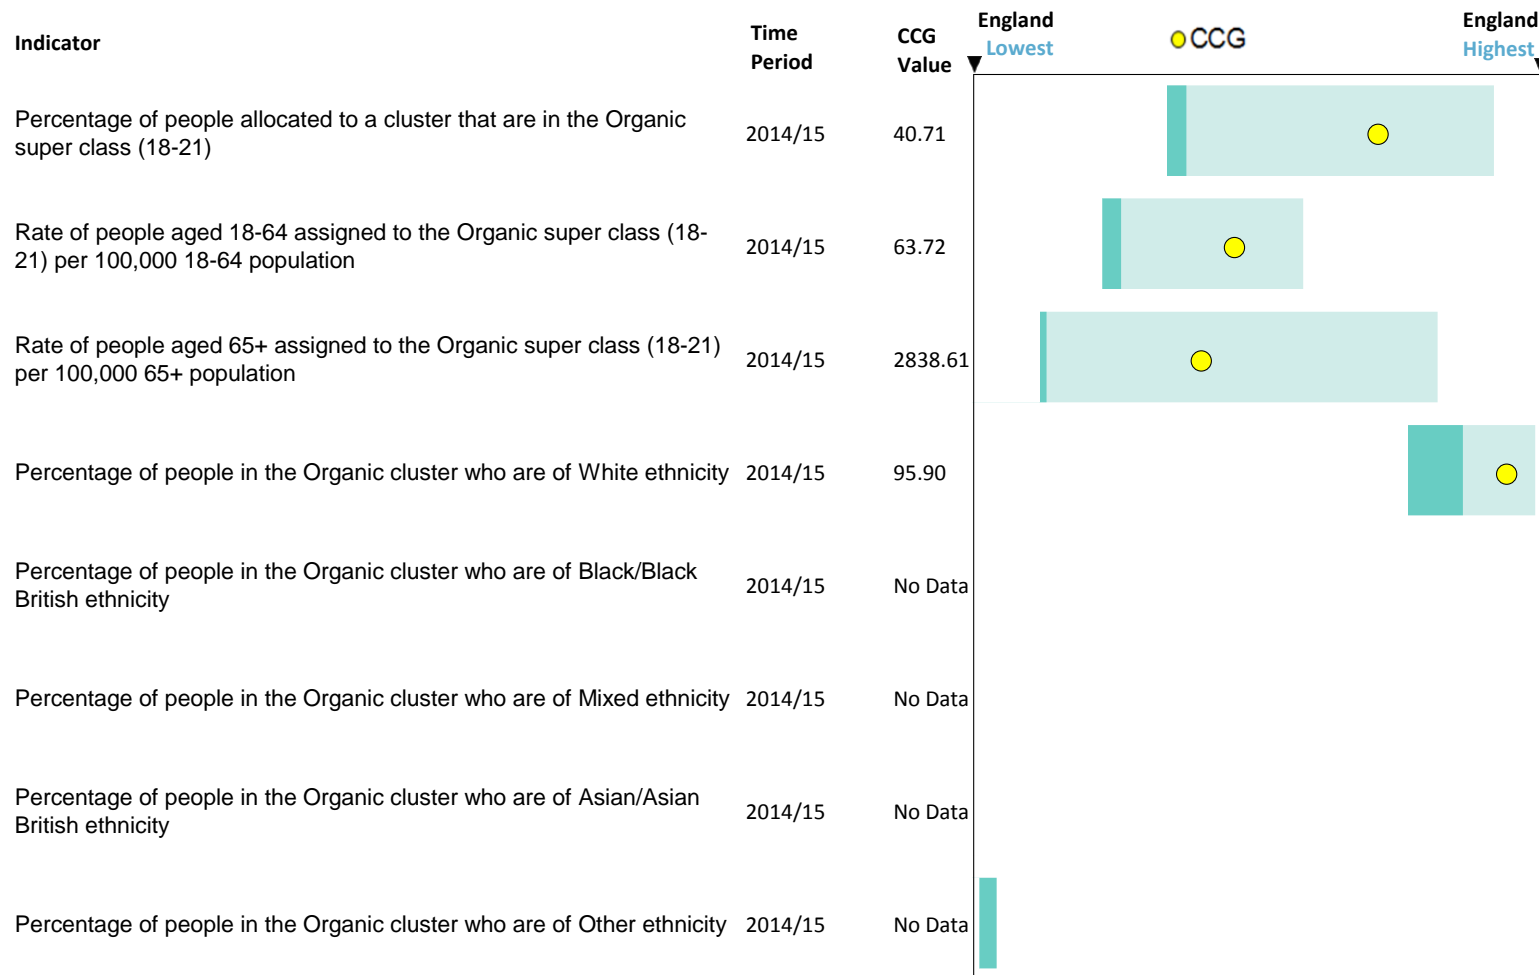 Indicator
Time Period
CCG Value
England Lowest
CCG
England Highest
Percentage of people allocated to a cluster that are in the Organic
super class (18-21)
2014/15
40.71
Rate of people aged 18-64 assigned to the Organic super class (18-
21) per 100,000 18-64 population
2014/15
63.72
Rate of people aged 65+ assigned to the Organic super class (18-21)
per 100,000 65+ population
2014/15
2838.61
Percentage of people in the Organic cluster who are of White ethnicity
2014/15
95.90
Percentage of people in the Organic cluster who are of Black/Black
British ethnicity
2014/15
No Data
Percentage of people in the Organic cluster who are of Mixed ethnicity
2014/15
No Data
Percentage of people in the Organic cluster who are of Asian/Asian
British ethnicity
2014/15
No Data
Percentage of people in the Organic cluster who are of Other ethnicity
2014/15
No Data